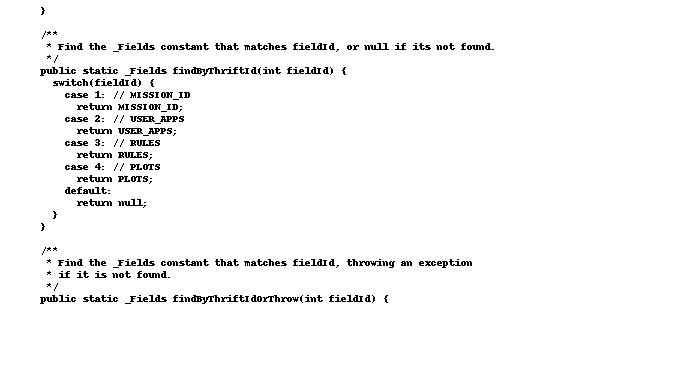 }

/**
 * Find the _Fields constant that matches fieldId, or null if its not found.
 */
public static _Fields findByThriftId(int fieldId) {
  switch(fieldId) {
    case 1: // MISSION_ID
      return MISSION_ID;
    case 2: // USER_APPS
      return USER_APPS;
    case 3: // RULES
      return RULES;
    case 4: // PLOTS
      return PLOTS;
    default:
      return null;
  }
}

/**
 * Find the _Fields constant that matches fieldId, throwing an exception
 * if it is not found.
 */
public static _Fields findByThriftIdOrThrow(int fieldId) {